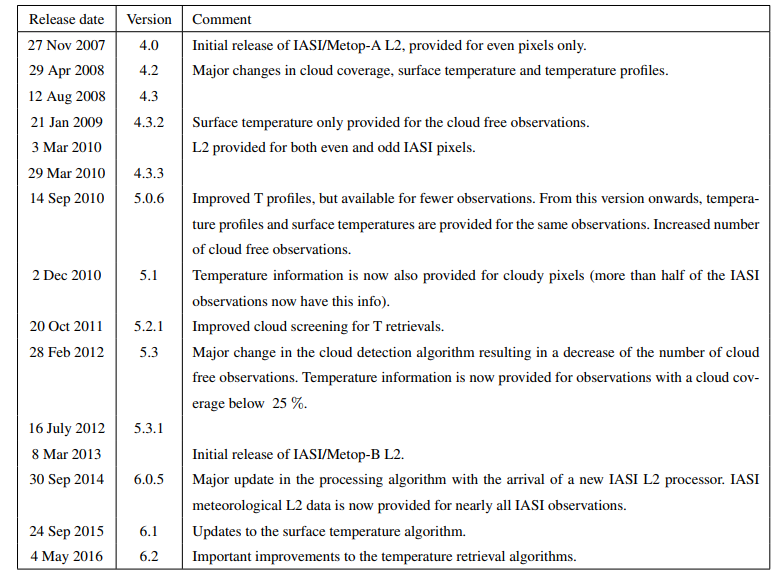 Release date Version Comment
27 Nov 2007 4.0 Initial release of IASI/Metop-A L2, provided for even pixels only.
29 Apr 2008 4.2 Major changes in cloud coverage, surface temperature and temperature profiles.
12 Aug 2008 4.3
21 Jan 2009 4.3.2 Surface temperature only provided for the cloud free observations.
3 Mar 2010 L2 provided for both even and odd IASI pixels.
29 Mar 2010 4.3.3
14 Sep 2010 5.0.6 Improved T profiles, but available for fewer observations. From this version onwards, tempera-
ture profiles and surface temperatures are provided for the same observations. Increased number
of cloud free observations.
2 Dec 2010 5.1 Temperature information is now also provided for cloudy pixels (more than half of the IASI
observations now have this info).
20 Oct 2011 5.2.1 Improved cloud screening for T retrievals.
28 Feb 2012 5.3 Major change in the cloud detection algorithm resulting in a decrease of the number of cloud
free observations. Temperature information is now provided for observations with a cloud cov-
erage below 25 %.
16 July 2012 5.3.1
8 Mar 2013 Initial release of IASI/Metop-B L2.
30 Sep 2014 6.0.5 Major update in the processing algorithm with the arrival of a new IASI L2 processor. IASI
meteorological L2 data is now provided for nearly all IASI observations.
24 Sep 2015 6.1 Updates to the surface temperature algorithm.
4 May 2016 6.2 Important improvements to the temperature retrieval algorithms.